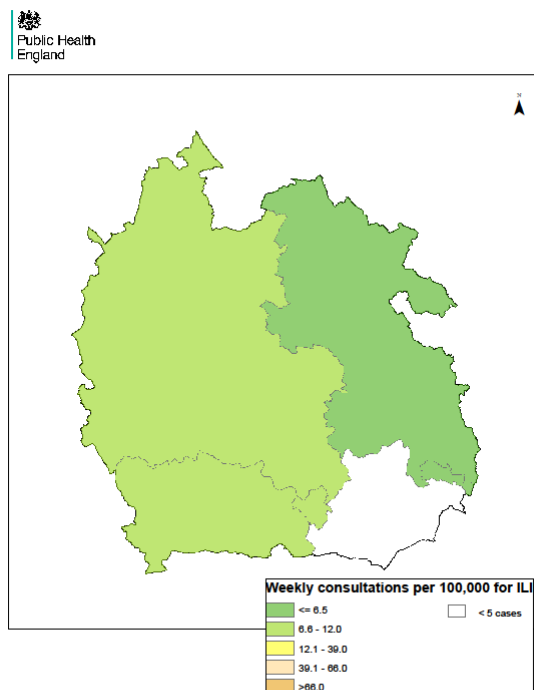 Public Health
England
N
Weekly consultations per 100,000 for ILI
<= 6.5
< 5 cases
6.6 - 12.0
12.1 - 39.0
39.1 - 66.0
>66.0